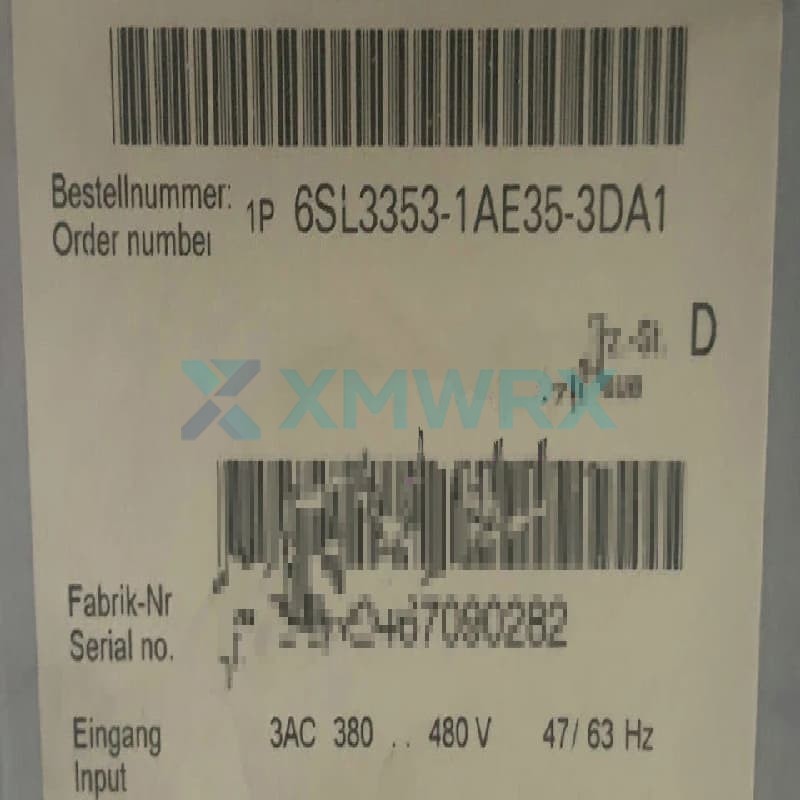 Bestellnummer: 1P 6SL3353-1AE35-3DA1
Order number
D
XMWRX
Fabrik-Nr
Serial no.
Eingang 3AC 380 .. 480 V 47/ 63 Hz
Input